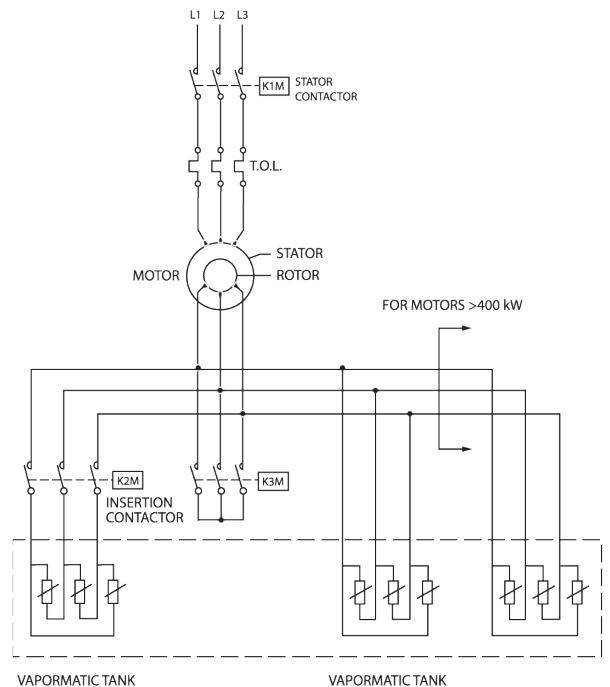 L1 L2 L3
K1M
STATOR
CONTACTOR
T.O.L.
STATOR
MOTOR
ROTOR
FOR MOTORS >400 kW
K2M
K3M
INSERTION
CONTACTOR
VAPORMATIC TANK
VAPORMATIC TANK